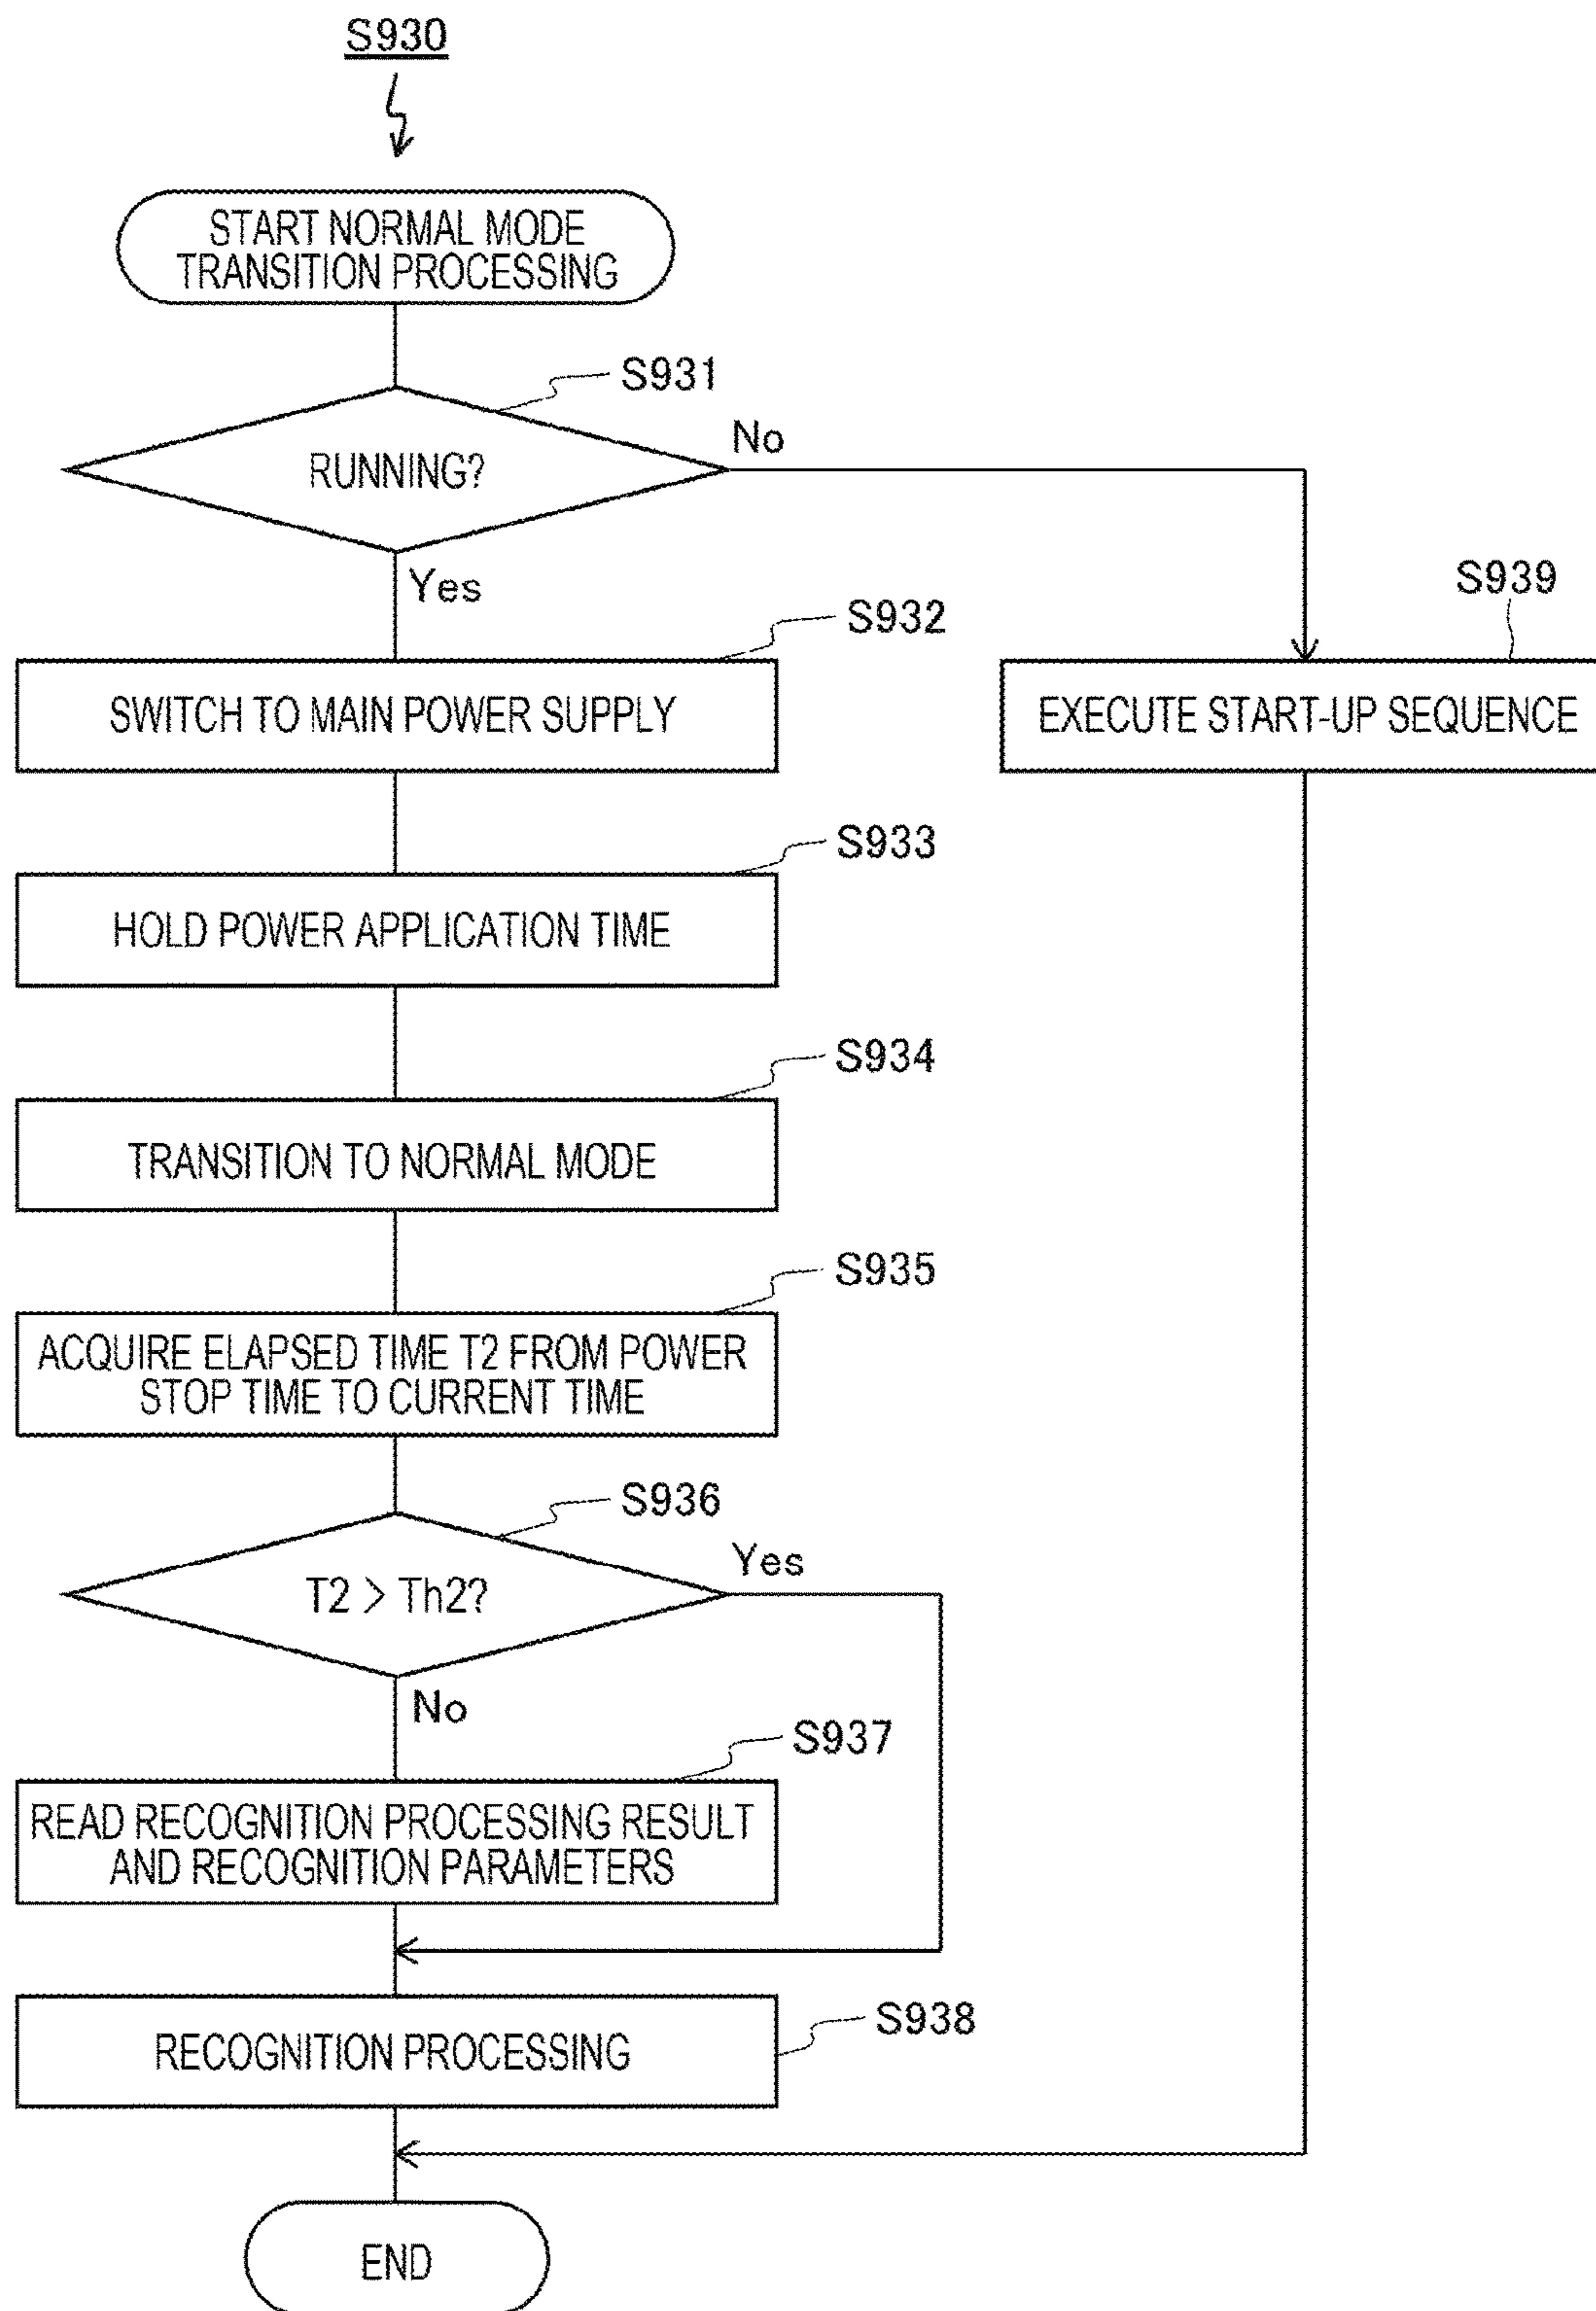 S930
START NORMAL MODE
TRANSITION PROCESSING
S931
RUNNING?
No
Yes
S932
SWITCH TO MAIN POWER SUPPLY
S939
EXECUTE START-UP SEQUENCE
S933
HOLD POWER APPLICATION TIME
S934
TRANSITION TO NORMAL MODE
S935
ACQUIRE ELAPSED TIME T2 FROM POWER
STOP TIME TO CURRENT TIME
S936
T2 > Th2?
Yes
No
S937
READ RECOGNITION PROCESSING RESULT
AND RECOGNITION PARAMETERS
S938
RECOGNITION PROCESSING
END